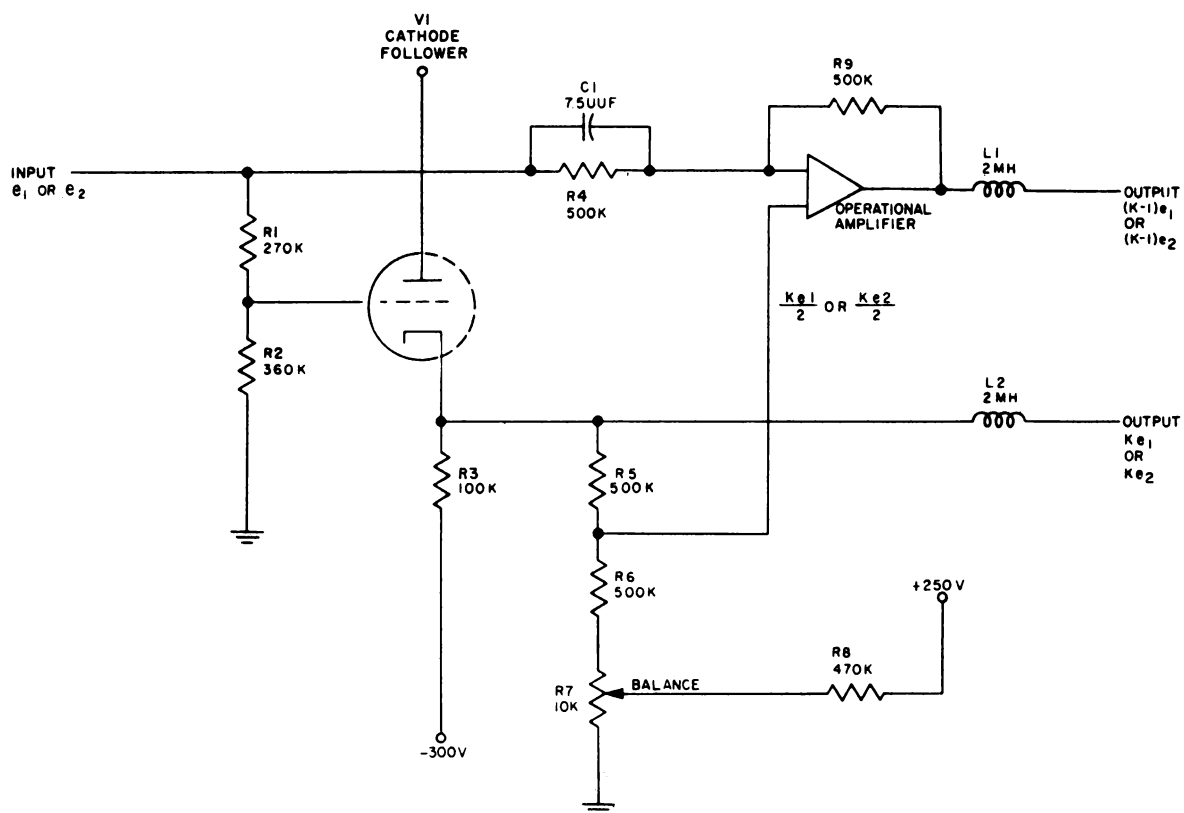 V1
CATHODE
FOLLOWER
R9
500K
C1
7.5UUF
L1
2MH
INPUT
e1 OR e2
R4
500K
OPERATIONAL
AMPLIFIER
OUTPUT
(K-1)e1
OR
(K-1)e2
R1
270K
Ke1/2 OR Ke2/2
R2
360K
L2
2MH
OUTPUT
Ke1
OR
Ke2
R3
100K
R5
500K
R6
500K
+250V
R8
470K
R7
10K
BALANCE
-300V